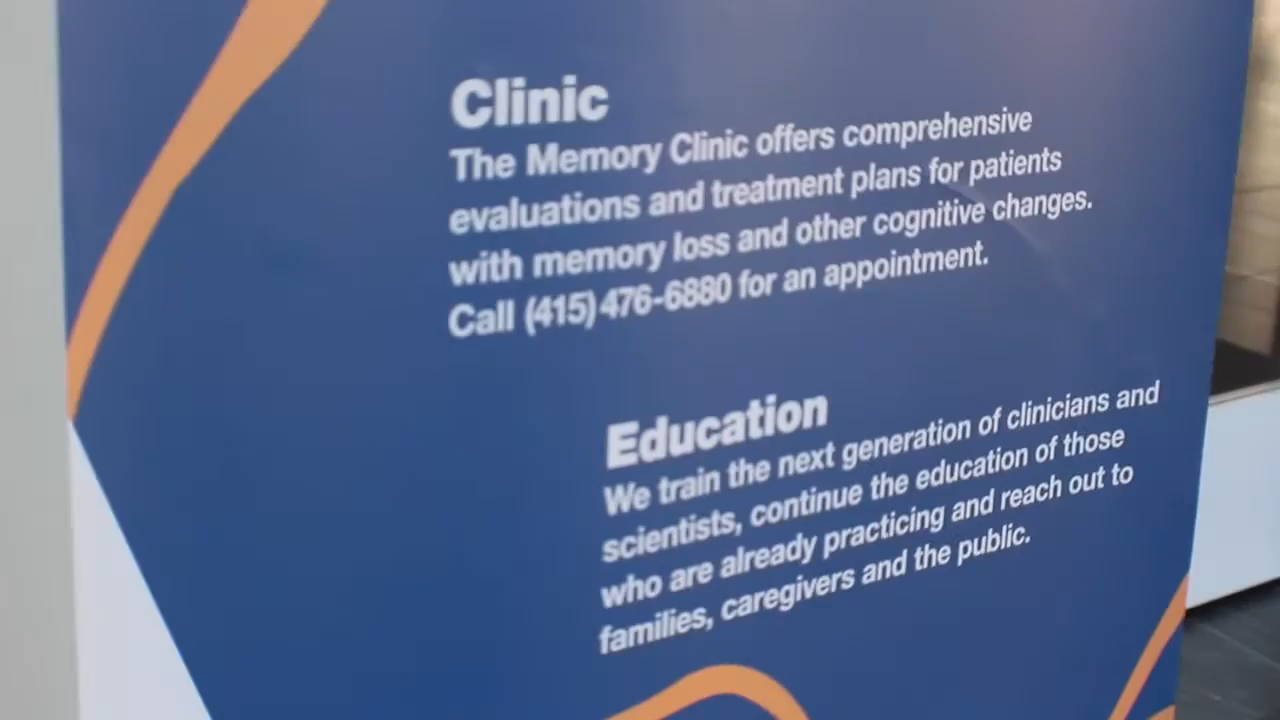 Clinic
The Memory Clinic offers comprehensive
evaluations and treatment plans for patients
with memory loss and other cognitive changes.
Call (415) 476-6880 for an appointment.
Education
We train the next generation of clinicians and
scientists, continue the education of those
who are already practicing and reach out to
families, caregivers and the public.